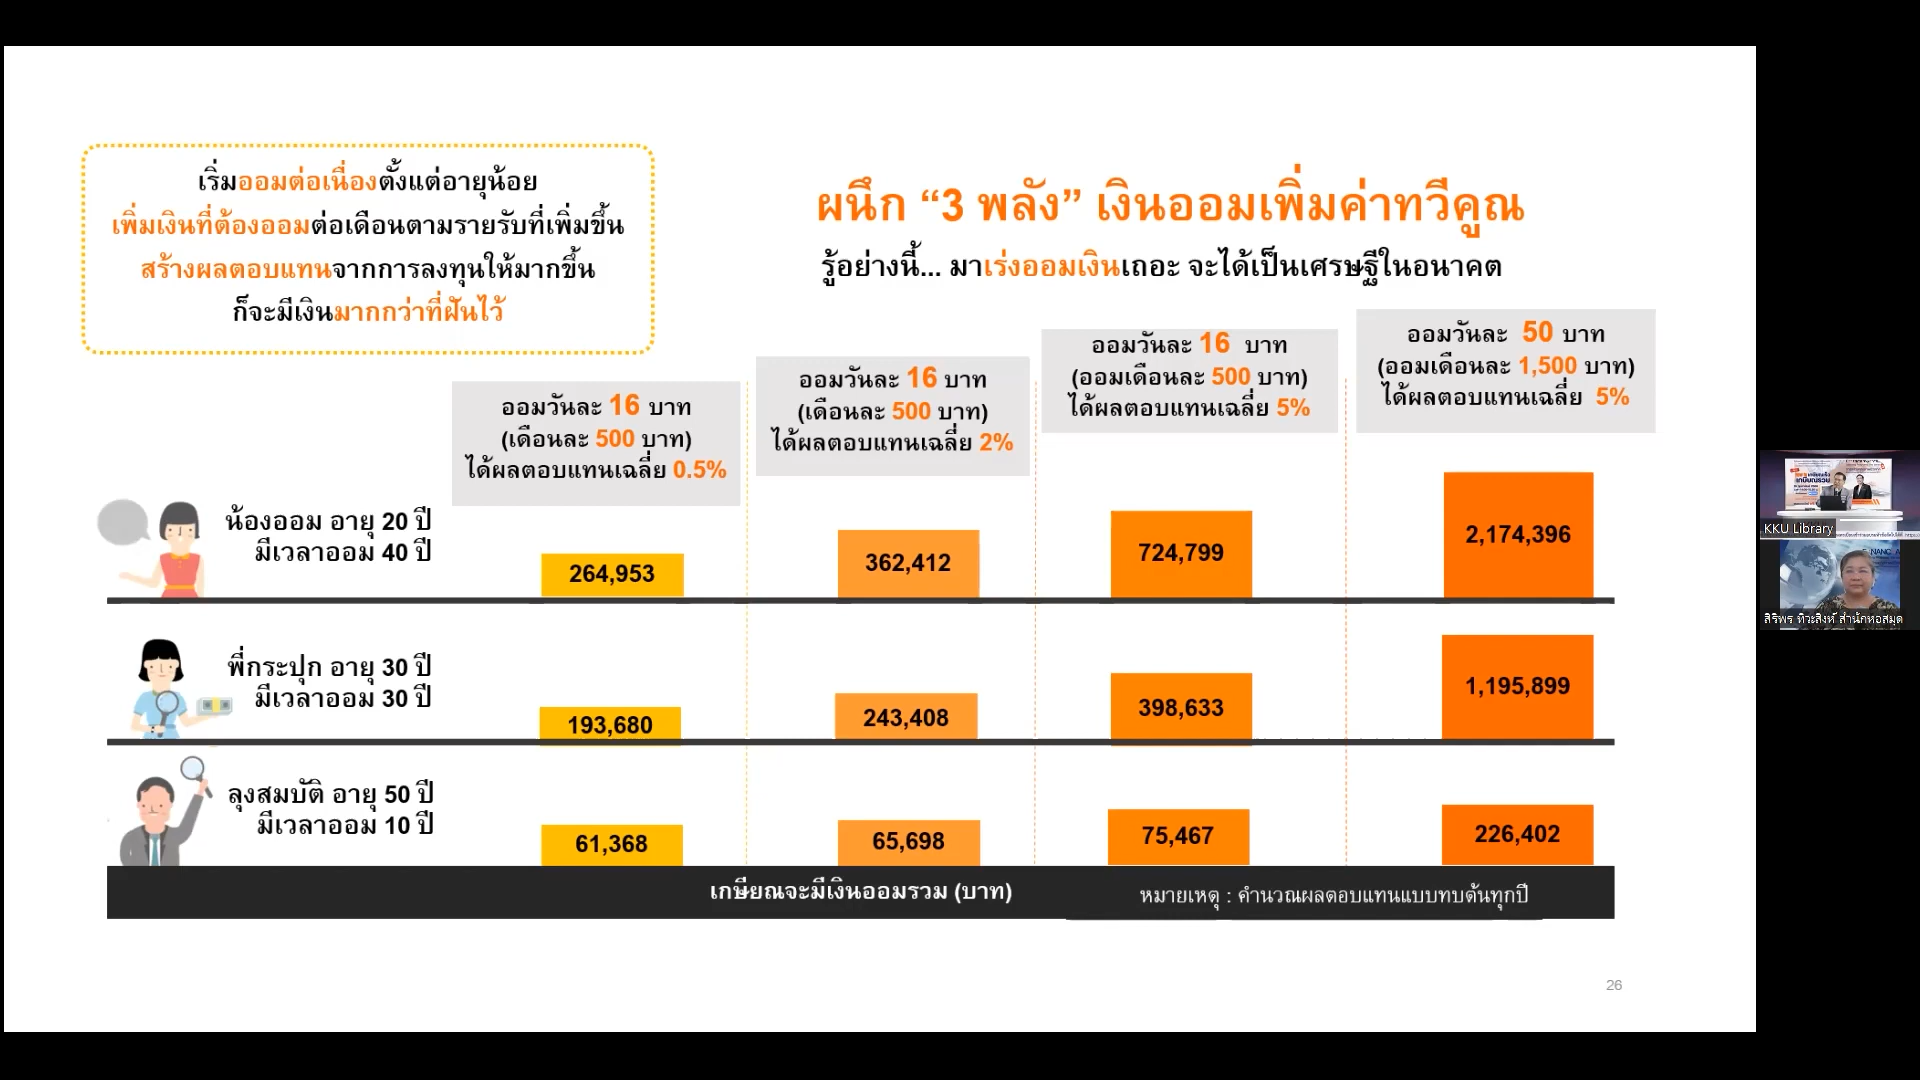 เริ่มออมต่อเนื่องตั้งแต่อายุน้อย
เพิ่มเงินที่ต้องออมต่อเดือนตามรายรับที่เพิ่มขึ้น
สร้างผลตอบแทนจากการลงทุนให้มากขึ้น
ก็จะมีเงินมากกว่าที่ฝันไว้
ผนึก “3 พลัง” เงินออมเพิ่มค่าทวีคูณ
รู้อย่างนี้... มาเร่งออมเงินเถอะ จะได้เป็นเศรษฐีในอนาคต
ออมวันละ 16 บาท
(เดือนละ 500 บาท)
ได้ผลตอบแทนเฉลี่ย 0.5%
ออมวันละ 16 บาท
(เดือนละ 500 บาท)
ได้ผลตอบแทนเฉลี่ย 2%
ออมวันละ 16 บาท
(ออมเดือนละ 500 บาท)
ได้ผลตอบแทนเฉลี่ย 5%
ออมวันละ 50 บาท
(ออมเดือนละ 1,500 บาท)
ได้ผลตอบแทนเฉลี่ย 5%
น้องออม อายุ 20 ปี
มีเวลาออม 40 ปี
264,953
362,412
724,799
2,174,396
พี่กระปุก อายุ 30 ปี
มีเวลาออม 30 ปี
193,680
243,408
398,633
1,195,899
ลุงสมบัติ อายุ 50 ปี
มีเวลาออม 10 ปี
61,368
65,698
75,467
226,402
เกษียณจะมีเงินออมรวม (บาท)
หมายเหตุ : คำนวณผลตอบแทนแบบทบต้นทุกปี
26
KKU Library
สิริพร ทิวะสิงห์ สำนักหอสมุด